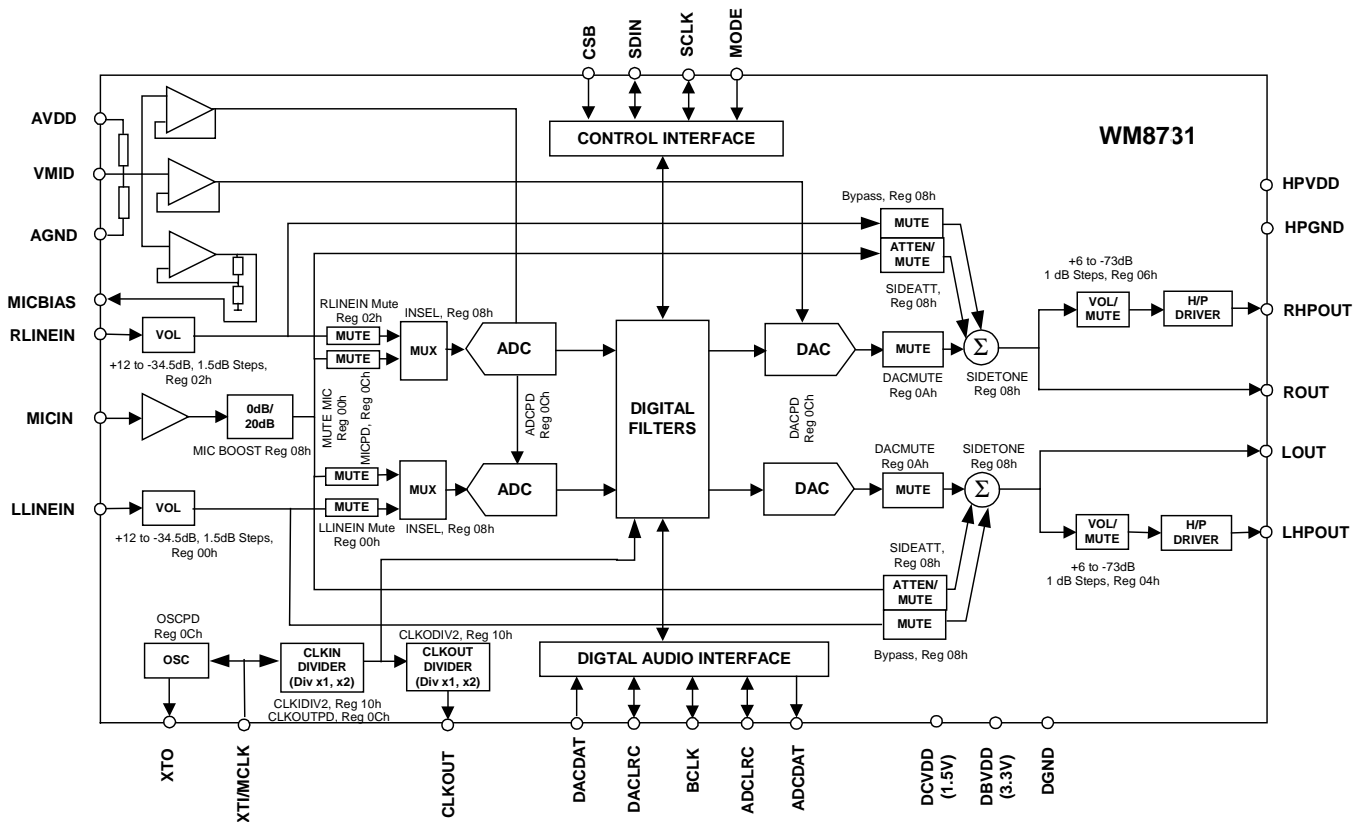 CSB
SDIN
SCLK
MODE
AVDD
VMID
AGND
MICBIAS
RLINEIN
MICIN
LLINEIN
CONTROL INTERFACE
WM8731
HPVDD
HPGND
Bypass, Reg 08h
MUTE
ATTEN/
MUTE
SIDEATT,
Reg 08h
+6 to -73dB
1 dB Steps, Reg 06h
VOL/
MUTE
H/P
DRIVER
RHPOUT
VOL
+12 to -34.5dB, 1.5dB Steps,
Reg 02h
RLINEIN Mute
Reg 02h
MUTE
MUTE
INSEL, Reg 08h
MUX
ADC
DIGITAL
FILTERS
DAC
MUTE
DACMUTE
Reg 0Ah
Σ
SIDETONE
Reg 08h
ROUT
0dB/
20dB
MIC BOOST Reg 08h
MUTE MIC
Reg 00h
MICPD, Reg 0Ch
ADCPD
Reg 0Ch
DACPD
Reg 0Ch
LOUT
MUTE
MUTE
LLINEIN Mute
Reg 00h
MUX
INSEL, Reg 08h
ADC
DAC
DACMUTE
Reg 0Ah
MUTE
SIDETONE
Reg 08h
Σ
VOL
+12 to -34.5dB, 1.5dB Steps,
Reg 00h
VOL/
MUTE
H/P
DRIVER
LHPOUT
+6 to -73dB
1 dB Steps, Reg 04h
SIDEATT,
Reg 08h
ATTEN/
MUTE
MUTE
Bypass, Reg 08h
OSCPD
Reg 0Ch
OSC
CLKIN
DIVIDER
(Div x1, x2)
CLKIDIV2, Reg 10h
CLKOUTPD, Reg 0Ch
CLKODIV2, Reg 10h
CLKOUT
DIVIDER
(Div x1, x2)
DIGTAL AUDIO INTERFACE
XTO
XTI/MCLK
CLKOUT
DACDAT
DACLRC
BCLK
ADCLRC
ADCDAT
DCVDD
(1.5V)
DBVDD
(3.3V)
DGND